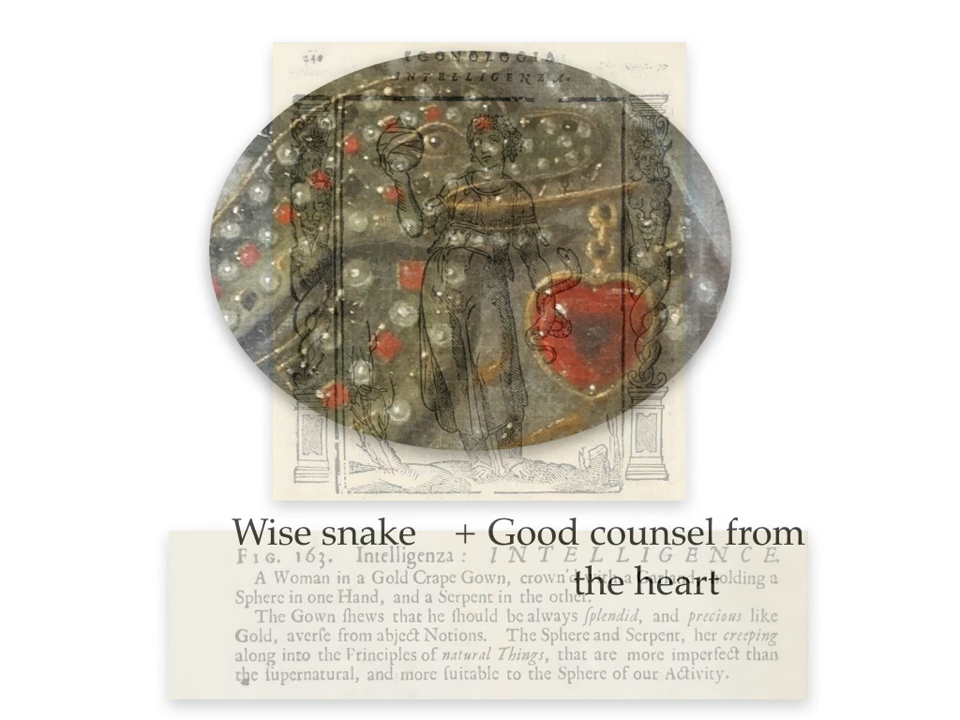 ICONOLOGIA
INTELLIGENZA.
Wise snake + Good counsel from
the heart
FIG. 163. Intelligenza: INTELLIGENCE.
A Woman in a Gold Crape Gown, crown'd with a Garland, holding a
Sphere in one Hand, and a Serpent in the other.
The Gown ſhews that he ſhould be always ſplendid, and precious like
Gold, averſe from abject Notions. The Sphere and Serpent, her creeping
along into the Principles of natural Things, that are more imperfect than
the ſupernatural, and more ſuitable to the Sphere of our Activity.